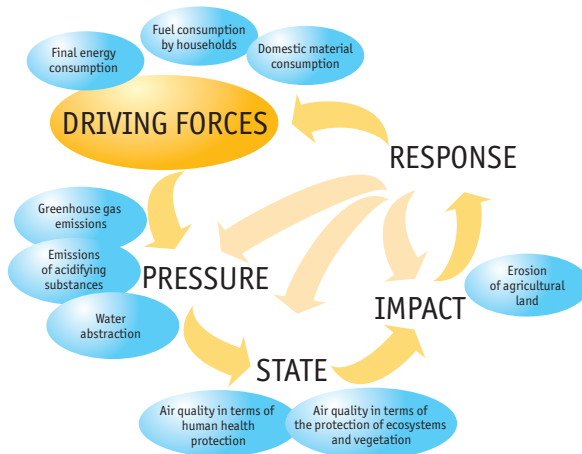 Fuel consumption
by households
Final energy
consumption
Domestic material
consumption
DRIVING FORCES
RESPONSE
Greenhouse gas
emissions
Emissions
of acidifying
substances
PRESSURE
Water
abstraction
IMPACT
Erosion
of agricultural
land
STATE
Air quality in terms of
human health
protection
Air quality in terms of
the protection of ecosystems
and vegetation